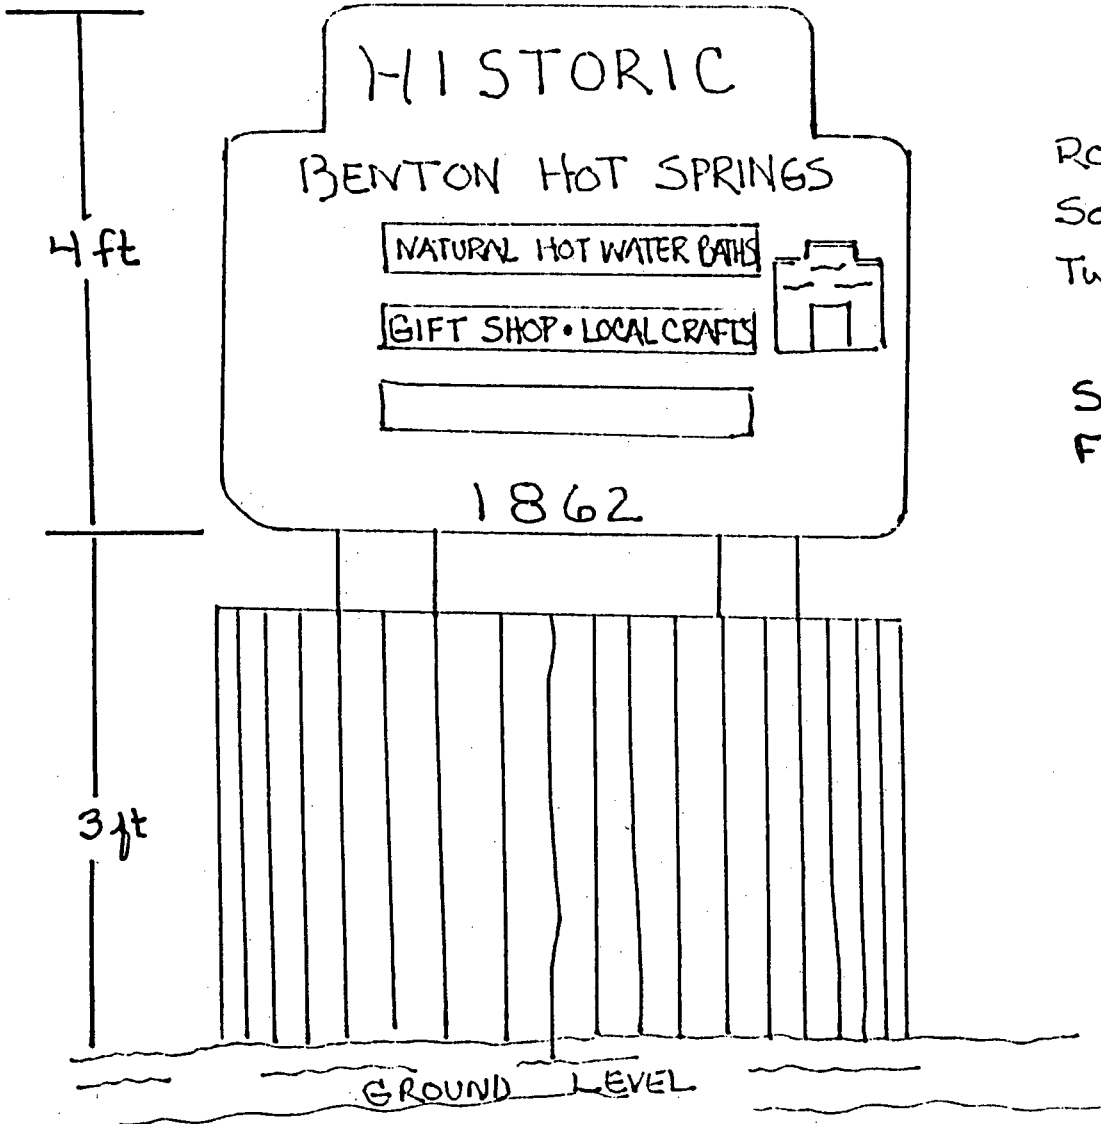 HISTORIC
BENTON HOT SPRINGS
NATURAL HOT WATER BATHS
GIFT SHOP • LOCAL CRAFTS
1862
4 ft
3 ft
GROUND LEVEL